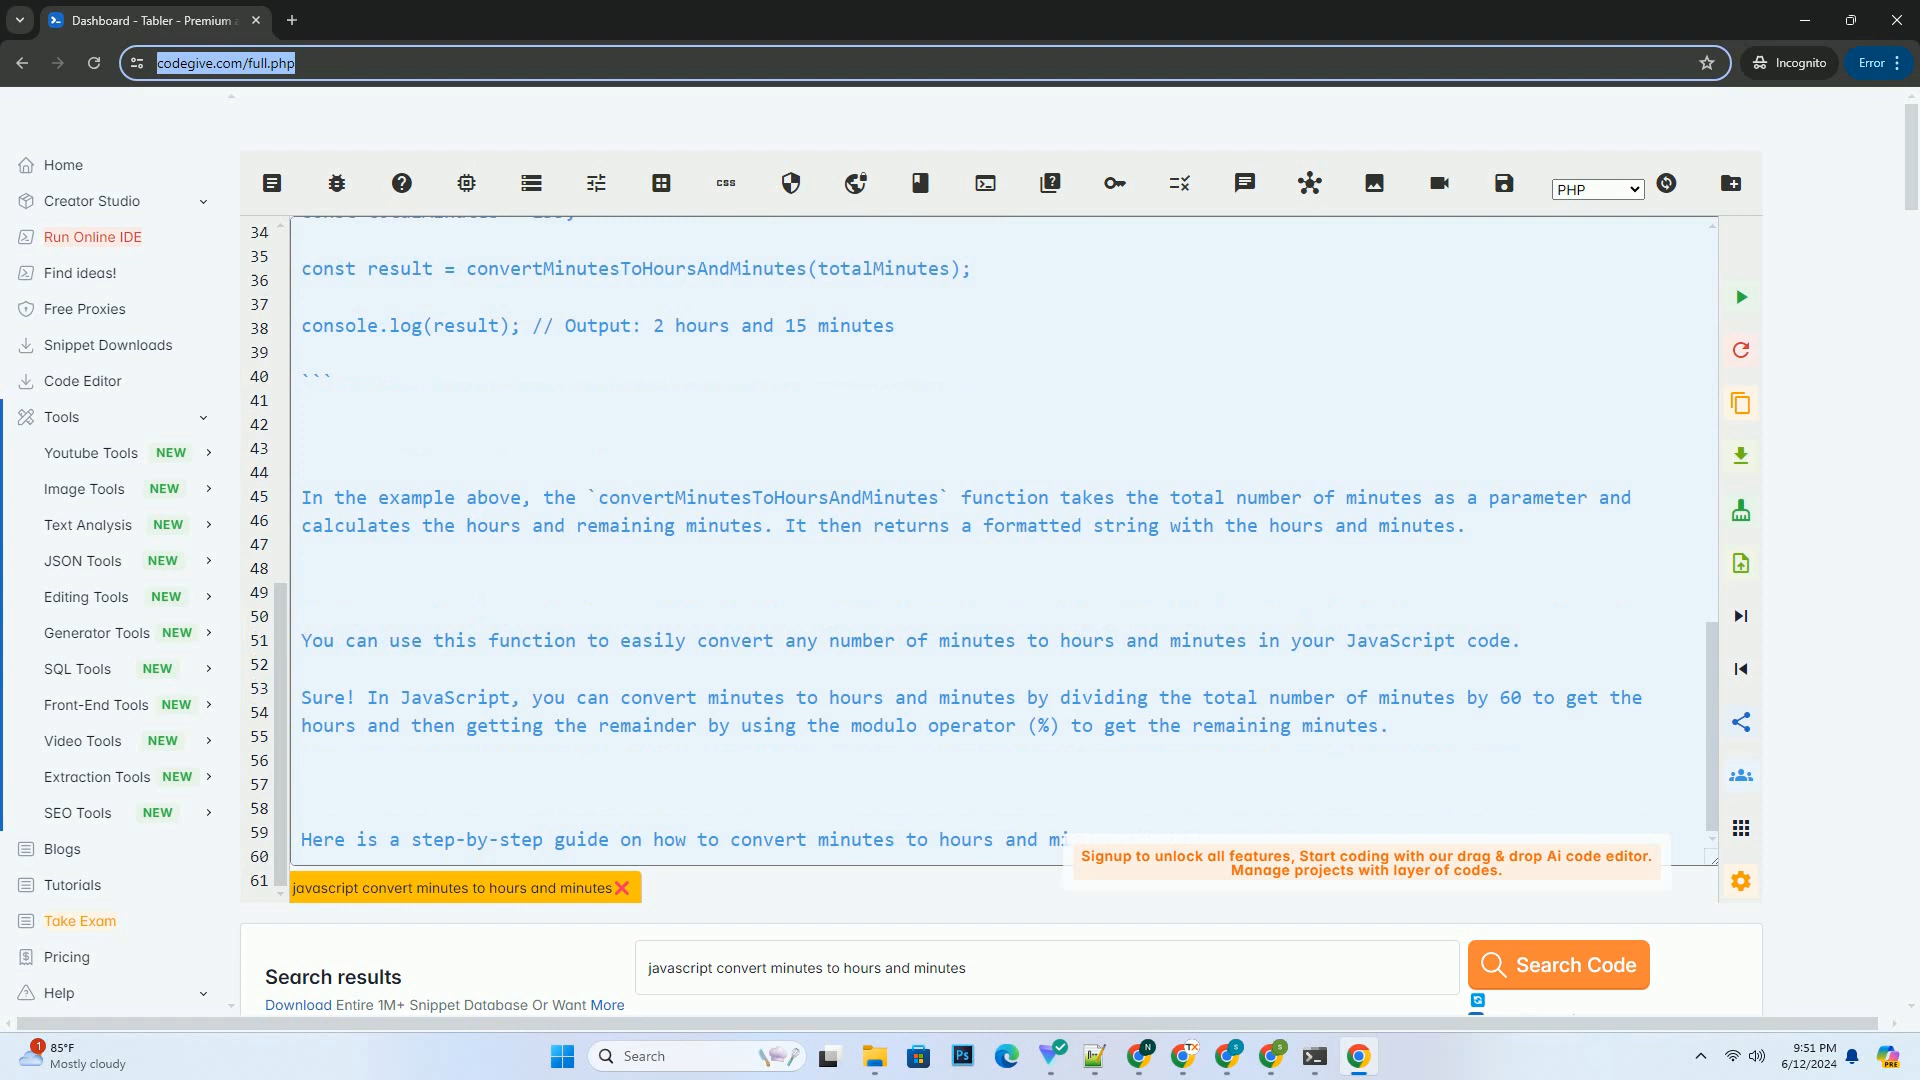 Dashboard - Tabler - Premium
codegive.com/full.php
Incognito
Error
Home
Creator Studio
Run Online IDE
Find ideas!
Free Proxies
Snippet Downloads
Code Editor
Tools
Youtube Tools NEW
Image Tools NEW
Text Analysis NEW
JSON Tools NEW
Editing Tools NEW
Generator Tools NEW
SQL Tools NEW
Front-End Tools NEW
Video Tools NEW
Extraction Tools NEW
SEO Tools NEW
Blogs
Tutorials
Take Exam
Pricing
Help
css
PHP
34
35
36
37
38
39
40
41
42
43
44
45
46
47
48
49
50
51
52
53
54
55
56
57
58
59
60
61
const result = convertMinutesToHoursAndMinutes(totalMinutes);
console.log(result); // Output: 2 hours and 15 minutes
```
In the example above, the `convertMinutesToHoursAndMinutes` function takes the total number of minutes as a parameter and
calculates the hours and remaining minutes. It then returns a formatted string with the hours and minutes.
You can use this function to easily convert any number of minutes to hours and minutes in your JavaScript code.
Sure! In JavaScript, you can convert minutes to hours and minutes by dividing the total number of minutes by 60 to get the
hours and then getting the remainder by using the modulo operator (%) to get the remaining minutes.
Here is a step-by-step guide on how to convert minutes to hours and
Signup to unlock all features, Start coding with our drag & drop Ai code editor.
Manage projects with layer of codes.
javascript convert minutes to hours and minutes
Search results
Download Entire 1M+ Snippet Database Or Want More
javascript convert minutes to hours and minutes
Search Code
1
85°F
Mostly cloudy
Search
Ps
N
TX
S
S
9:51 PM
6/12/2024
PRE